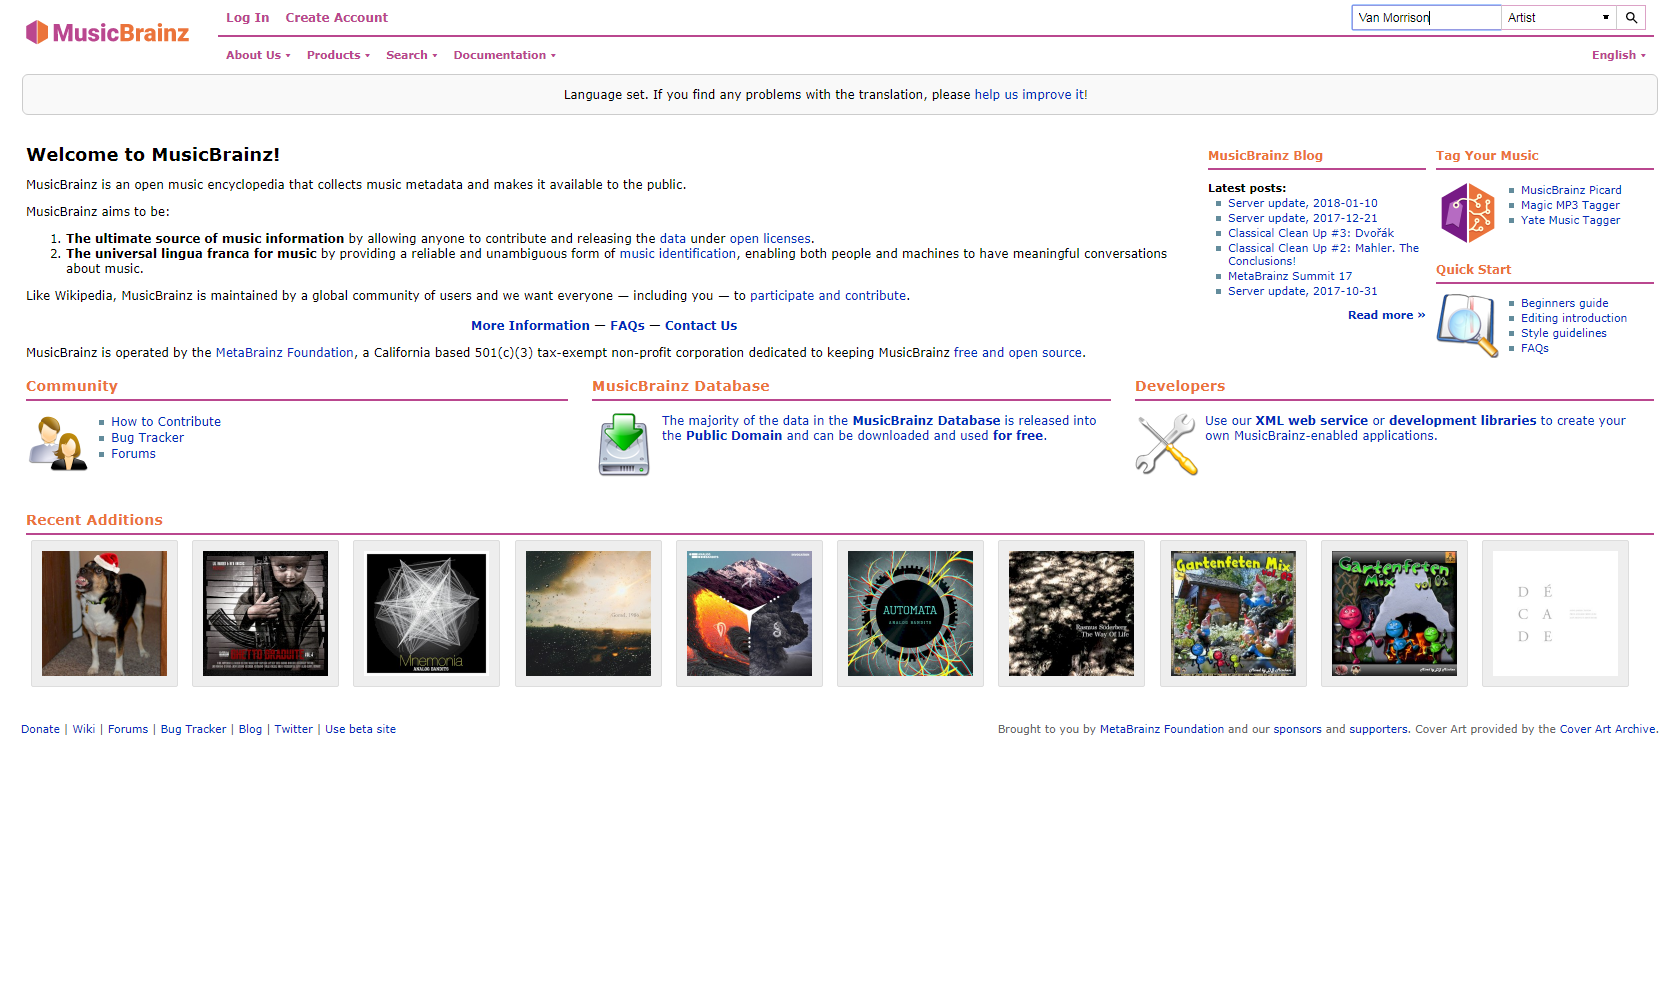 MusicBrainz
Log In Create Account
Van Morrison Artist
About Us Products Search Documentation English
Language set. If you find any problems with the translation, please help us improve it!
Welcome to MusicBrainz!
MusicBrainz is an open music encyclopedia that collects music metadata and makes it available to the public.
MusicBrainz aims to be:
1. The ultimate source of music information by allowing anyone to contribute and releasing the data under open licenses.
2. The universal lingua franca for music by providing a reliable and unambiguous form of music identification, enabling both people and machines to have meaningful conversations
about music.
Like Wikipedia, MusicBrainz is maintained by a global community of users and we want everyone — including you — to participate and contribute.
More Information — FAQs — Contact Us
MusicBrainz is operated by the MetaBrainz Foundation, a California based 501(c)(3) tax-exempt non-profit corporation dedicated to keeping MusicBrainz free and open source.
MusicBrainz Blog
Latest posts:
Server update, 2018-01-10
Server update, 2017-12-21
Classical Clean Up #3: Dvořák
Classical Clean Up #2: Mahler. The
Conclusions!
MetaBrainz Summit 17
Server update, 2017-10-31
Read more »
Tag Your Music
MusicBrainz Picard
Magic MP3 Tagger
Yate Music Tagger
Quick Start
Beginners guide
Editing introduction
Style guidelines
FAQs
Community
How to Contribute
Bug Tracker
Forums
MusicBrainz Database
The majority of the data in the MusicBrainz Database is released into
the Public Domain and can be downloaded and used for free.
Developers
Use our XML web service or development libraries to create your
own MusicBrainz-enabled applications.
Recent Additions
Mnemonia
ANALOG BANDITS
AUTOMATA
ANALOG BANDITS
Rasmus Söderberg
The Way Of Life
Gartenfeten Mix
Gartenfeten
Mix vol 02
D É
C A
D E
Donate | Wiki | Forums | Bug Tracker | Blog | Twitter | Use beta site
Brought to you by MetaBrainz Foundation and our sponsors and supporters. Cover Art provided by the Cover Art Archive.